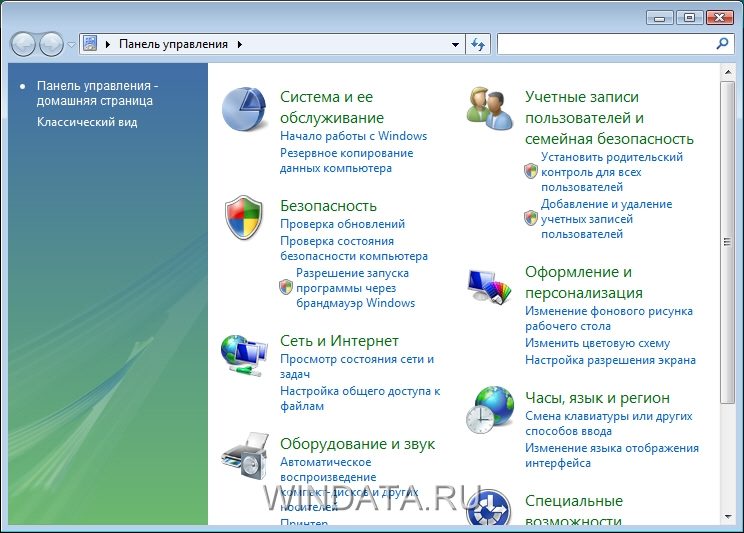 Панель управления
Панель управления -
домашняя страница
Классический вид
Система и ее
обслуживание
Начало работы с Windows
Резервное копирование
данных компьютера
Безопасность
Проверка обновлений
Проверка состояния
безопасности компьютера
Разрешение запуска
программы через
брандмауэр Windows
Сеть и Интернет
Просмотр состояния сети и
задач
Настройка общего доступа к
файлам
Оборудование и звук
Автоматическое
воспроизведение
компакт-дисков и других
носителей
Принтер
Учетные записи
пользователей и
семейная безопасность
Установить родительский
контроль для всех
пользователей
Добавление и удаление
учетных записей
пользователей
Оформление и
персонализация
Изменение фонового рисунка
рабочего стола
Изменить цветовую схему
Настройка разрешения экрана
Часы, язык и регион
Смена клавиатуры или других
способов ввода
Изменение языка отображения
интерфейса
Специальные
возможности
WINDATA.RU